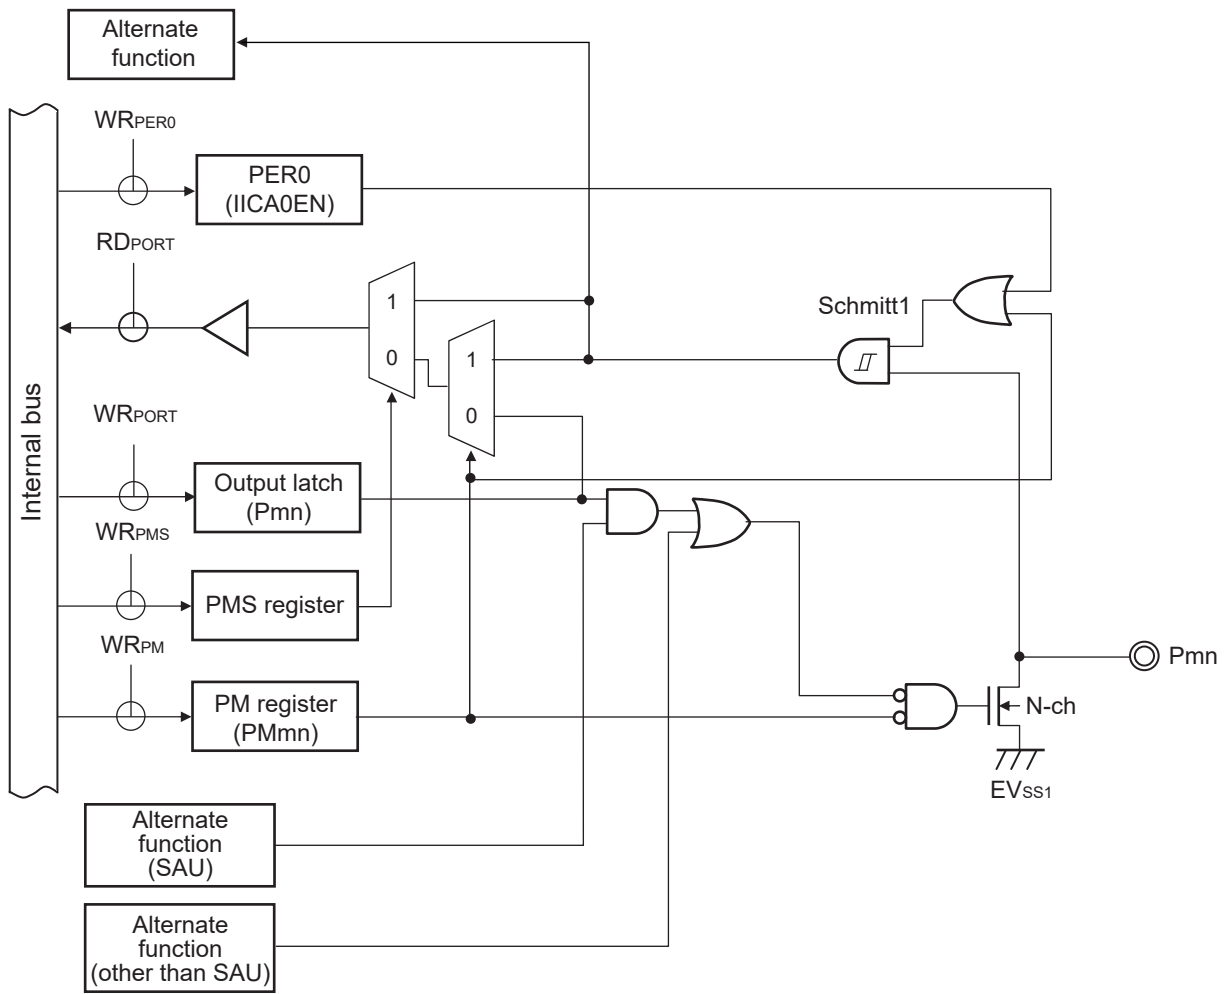 Alternate
function
WRPER0
PER0
(IICA0EN)
RDPORT
Schmitt1
1
0
1
0
Internal bus
WRPORT
Output latch
(Pmn)
WRPMS
PMS register
WRPM
PM register
(PMmn)
Pmn
N-ch
EVSS1
Alternate
function
(SAU)
Alternate
function
(other than SAU)